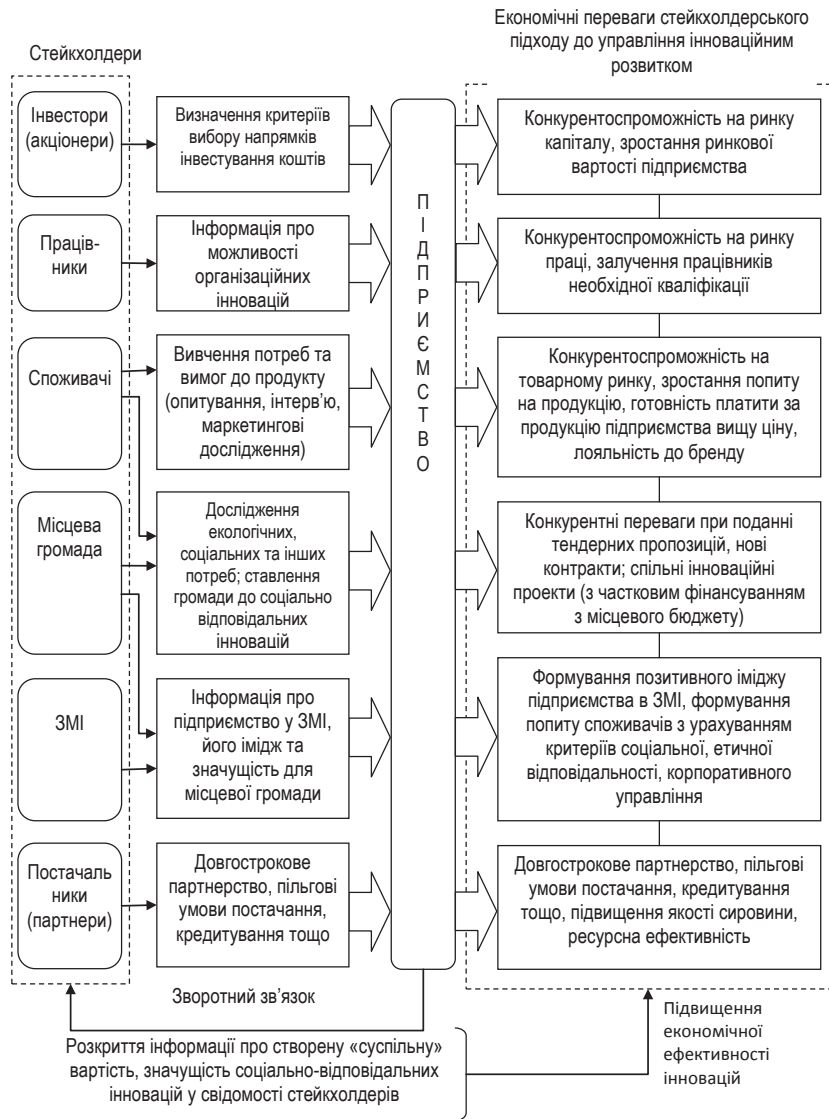 Економічні переваги стейкхолдерського
підходу до управління інноваційним
розвитком
Стейкхолдери
Інвестори
(акціонери)
Визначення критеріїв
вибору напрямків
інвестування коштів
Конкурентоспроможність на ринку
капіталу, зростання ринкової
вартості підприємства
Праців-
ники
Інформація про
можливості
організаційних
інновацій
Конкурентоспроможність на ринку
праці, залучення працівників
необхідної кваліфікації
П
І
Д
П
Р
И
Є
М
С
Т
В
О
Споживачі
Вивчення потреб та
вимог до продукту
(опитування, інтерв’ю,
маркетингові
дослідження)
Конкурентоспроможність на
товарному ринку, зростання попиту
на продукцію, готовність платити за
продукцію підприємства вищу ціну,
лояльність до бренду
Місцева
громада
Дослідження
екологічних,
соціальних та інших
потреб; ставлення
громади до соціально
відповідальних
інновацій
Конкурентні переваги при поданні
тендерних пропозицій, нові
контракти; спільні інноваційні
проекти (з частковим фінансуванням
з місцевого бюджету)
ЗМІ
Інформація про
підприємство у ЗМІ,
його імідж та
значущість для
місцевої громади
Формування позитивного іміджу
підприємства в ЗМІ, формування
попиту споживачів з урахуванням
критеріїв соціальної, етичної
відповідальності, корпоративного
управління
Постачаль
ники
(партнери)
Довгострокове
партнерство, пільгові
умови постачання,
кредитування тощо
Довгострокове партнерство, пільгові
умови постачання, кредитування
тощо, підвищення якості сировини,
ресурсна ефективність
Зворотний зв’язок
Розкриття інформації про створену «суспільну»
вартість, значущість соціально-відповідальних
інновацій у свідомості стейкхолдерів
Підвищення
економічної
ефективності
інновацій